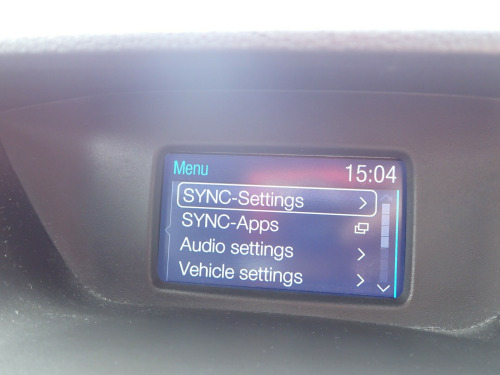 Menu 15:04
SYNC-Settings
SYNC-Apps
Audio settings
Vehicle settings